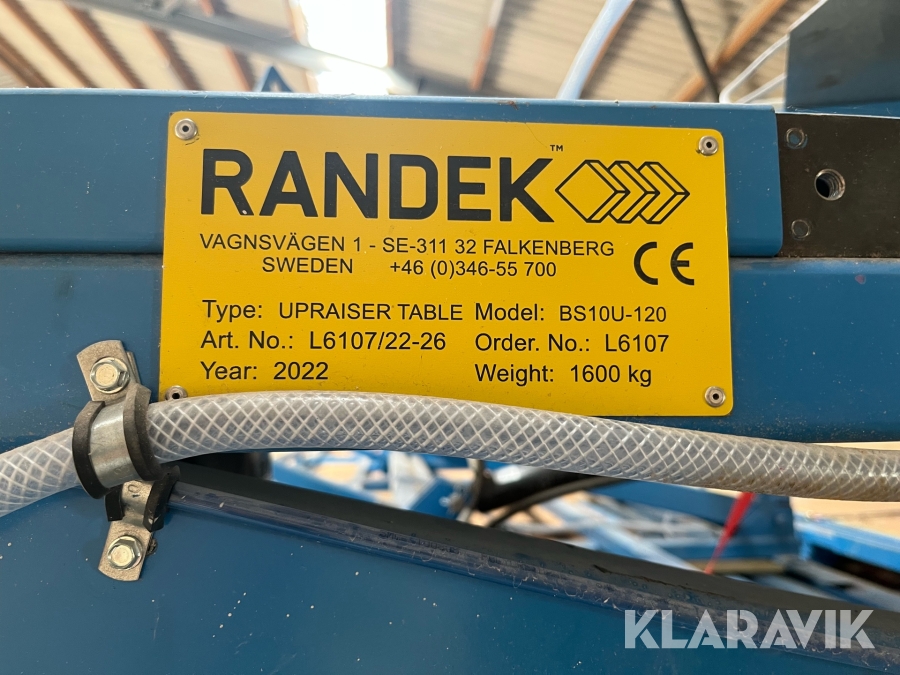 RANDEK™
VAGNSVÄGEN 1 - SE-311 32 FALKENBERG
SWEDEN +46 (0)346-55 700
CE
Type: UPRAISER TABLE Model: BS10U-120
Art. No.: L6107/22-26 Order. No.: L6107
Year: 2022 Weight: 1600 kg
KLARAVIK